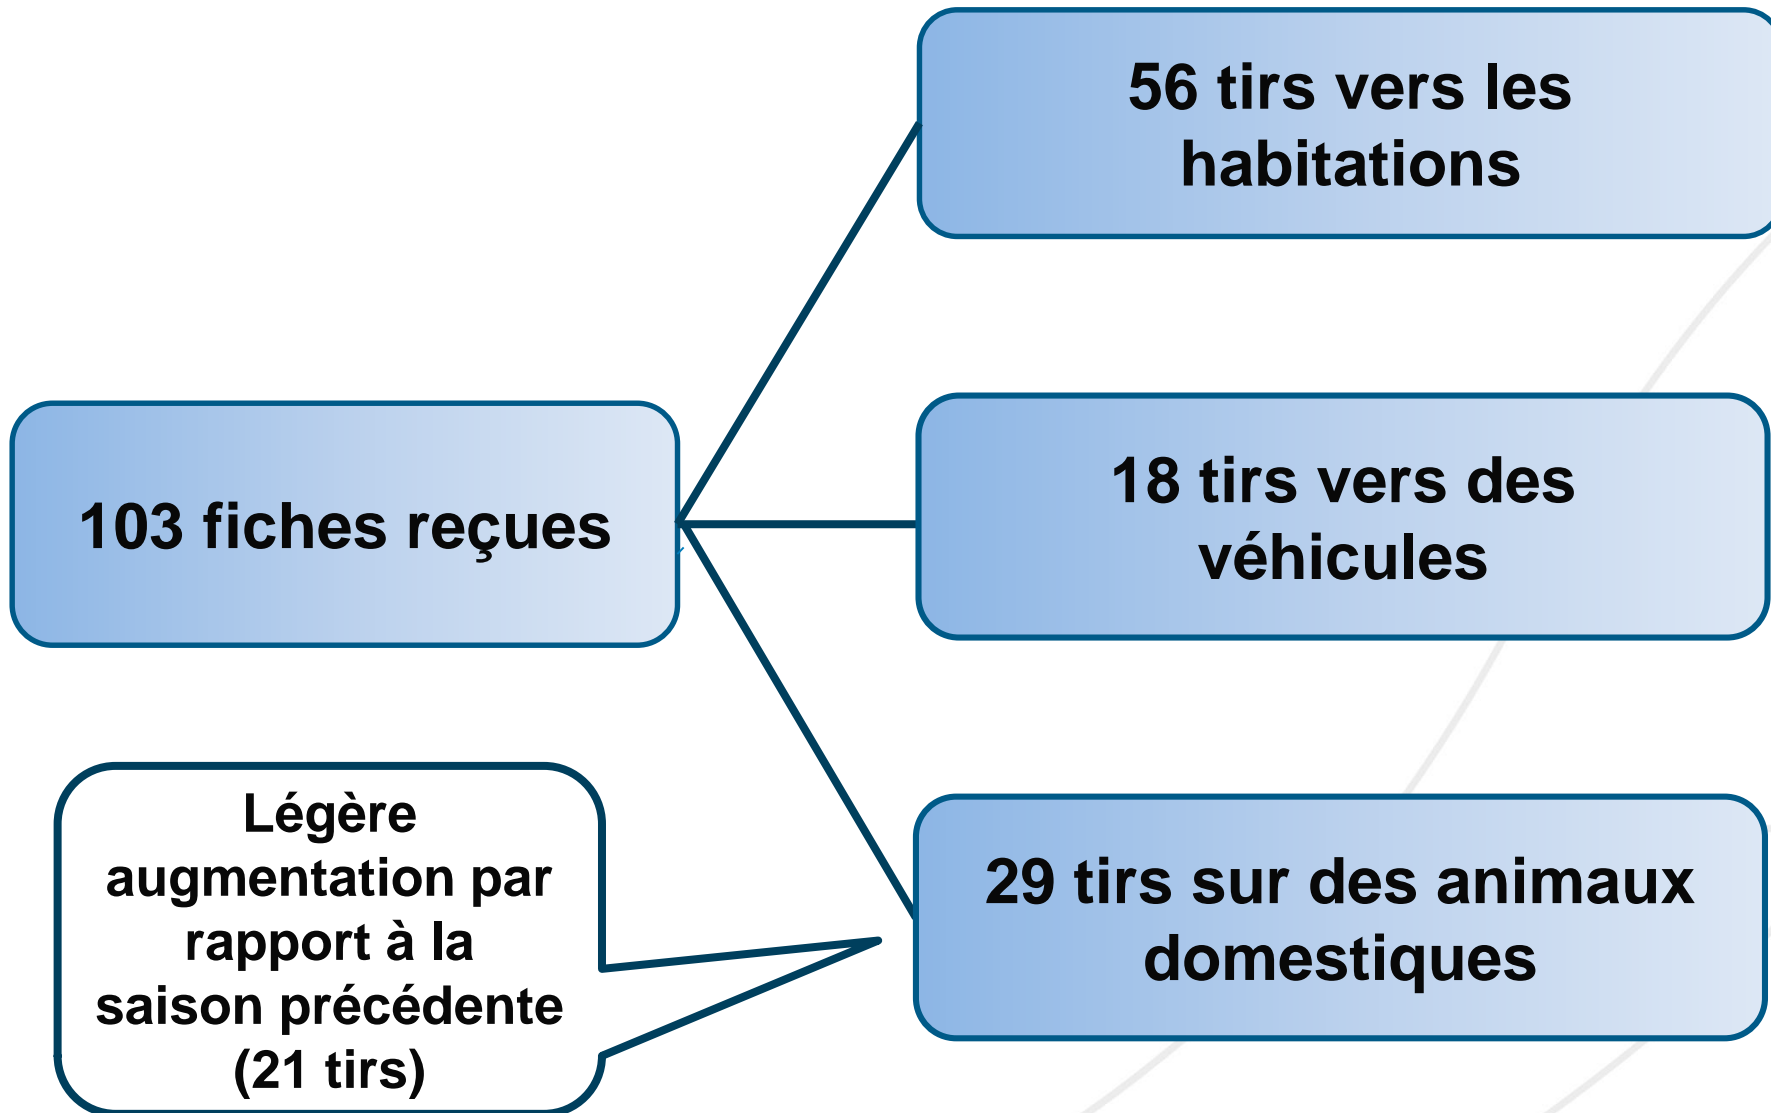 56 tirs vers les
habitations
103 fiches reçues
18 tirs vers des
véhicules
Légère
augmentation par
rapport à la
saison précédente
(21 tirs)
29 tirs sur des animaux
domestiques